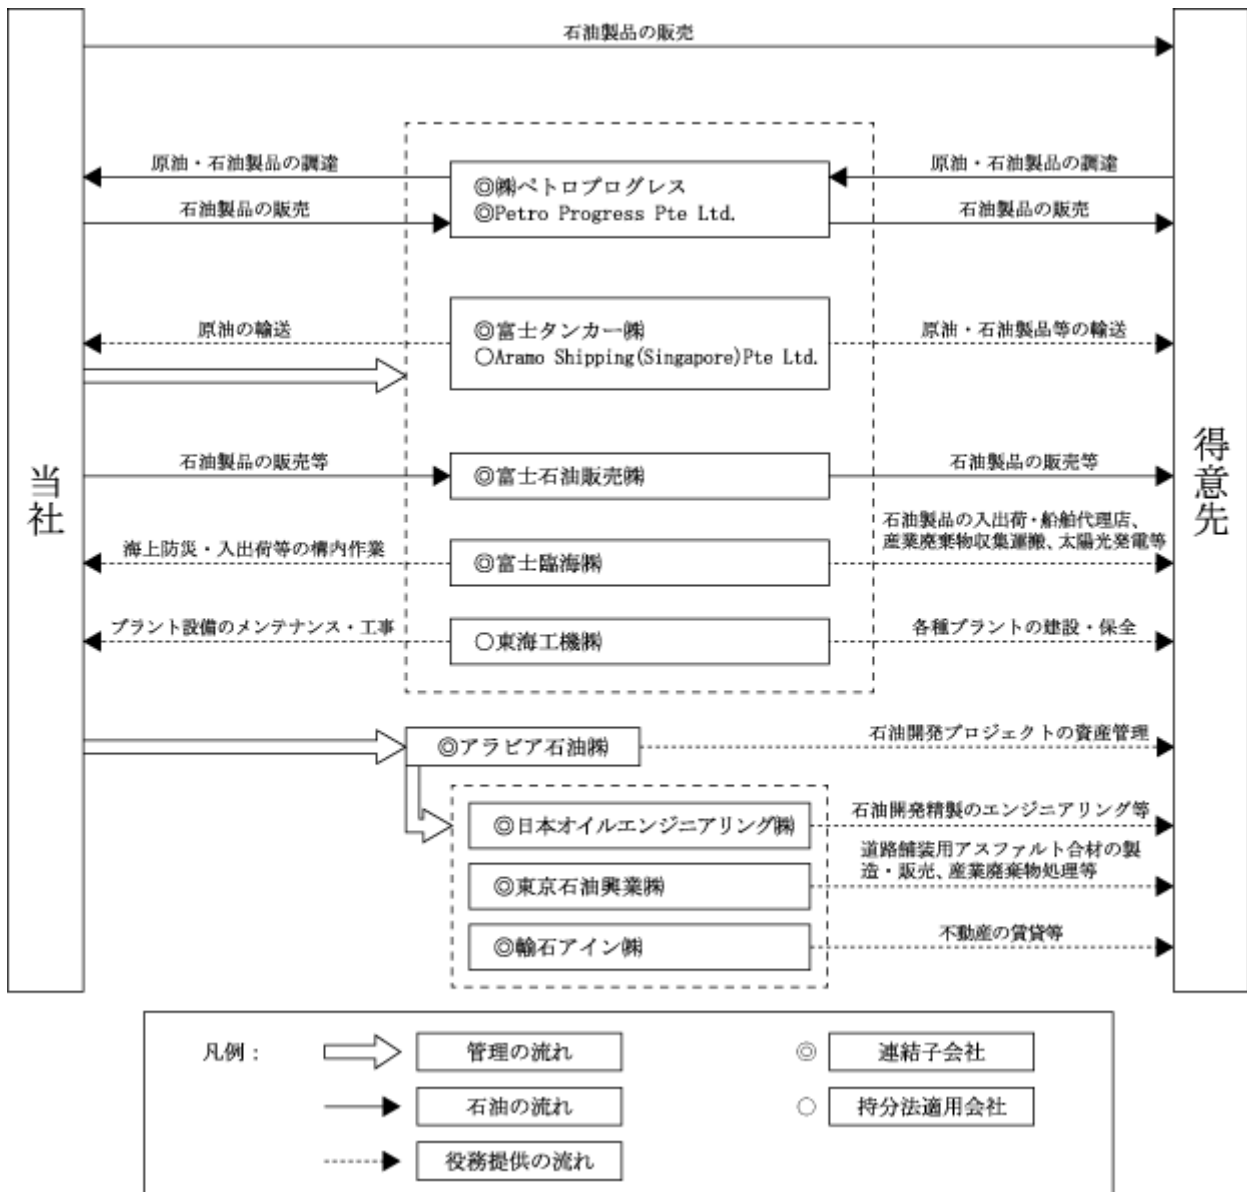 石油製品の販売
当社
得意先
原油・石油製品の調達
石油製品の販売
◎㈱ペトロプログレス
◎Petro Progress Pte Ltd.
原油・石油製品の調達
石油製品の販売
原油の輸送
◎富士タンカー㈱
○Aramo Shipping(Singapore)Pte Ltd.
原油・石油製品等の輸送
石油製品の販売等
◎富士石油販売㈱
石油製品の販売等
海上防災・入出荷等の構内作業
◎富士臨海㈱
石油製品の入出荷・船舶代理店、
産業廃棄物収集運搬、太陽光発電等
プラント設備のメンテナンス・工事
○東海工機㈱
各種プラントの建設・保全
◎アラビア石油㈱
石油開発プロジェクトの資産管理
◎日本オイルエンジニアリング㈱
石油開発精製のエンジニアリング等
◎東京石油興業㈱
道路舗装用アスファルト合材の製
造・販売、産業廃棄物処理等
◎輸石アイン㈱
不動産の賃貸等
凡例：
管理の流れ
◎ 連結子会社
石油の流れ
○ 持分法適用会社
役務提供の流れ